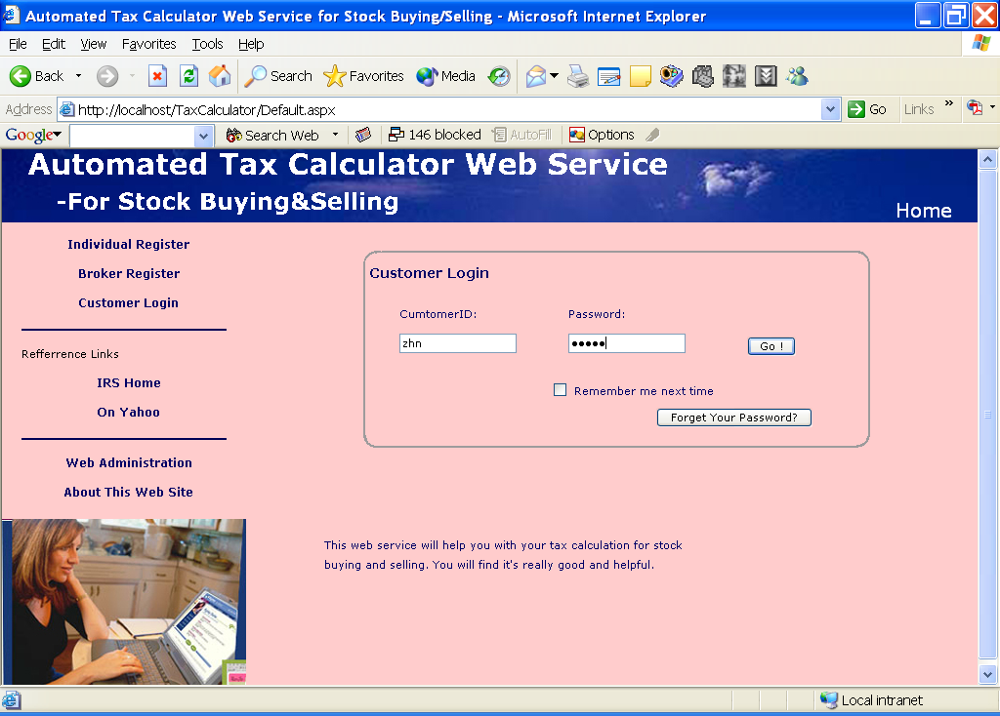 Automated Tax Calculator Web Service for Stock Buying/Selling - Microsoft Internet Explorer
File Edit View Favorites Tools Help
Back Search Favorites Media
Address http://localhost/TaxCalculator/Default.aspx Go Links »
Google Search Web 146 blocked AutoFill Options
Automated Tax Calculator Web Service
-For Stock Buying&Selling
Home
Individual Register
Broker Register
Customer Login
Refferrence Links
IRS Home
On Yahoo
Web Administration
About This Web Site
Customer Login
CumtomerID: Password:
zhn ●●●●● Go !
Remember me next time
Forget Your Password?
This web service will help you with your tax calculation for stock
buying and selling. You will find it's really good and helpful.
Local intranet